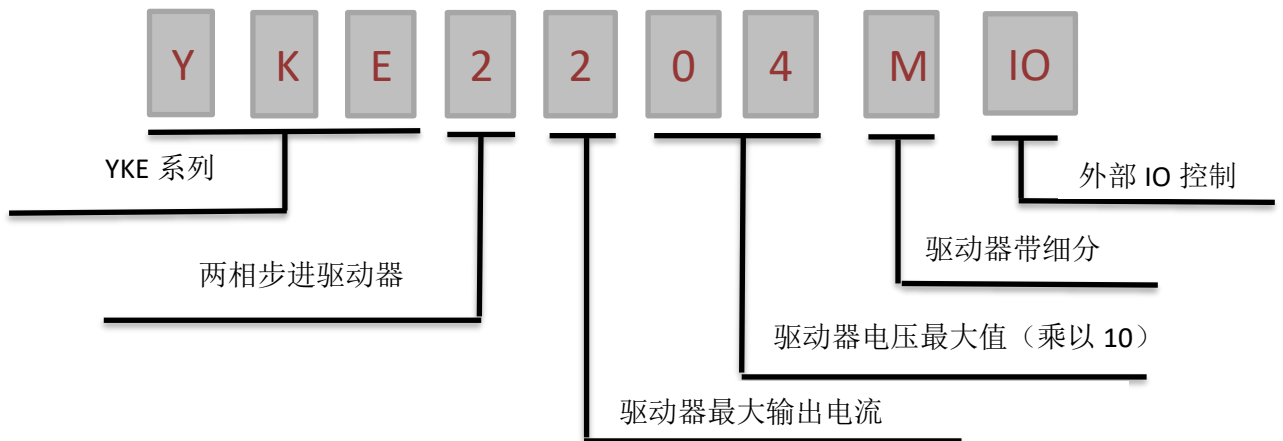 Y K E 2 2 0 4 M IO
YKE 系列
外部 IO 控制
两相步进驱动器
驱动器带细分
驱动器电压最大值（乘以 10）
驱动器最大输出电流